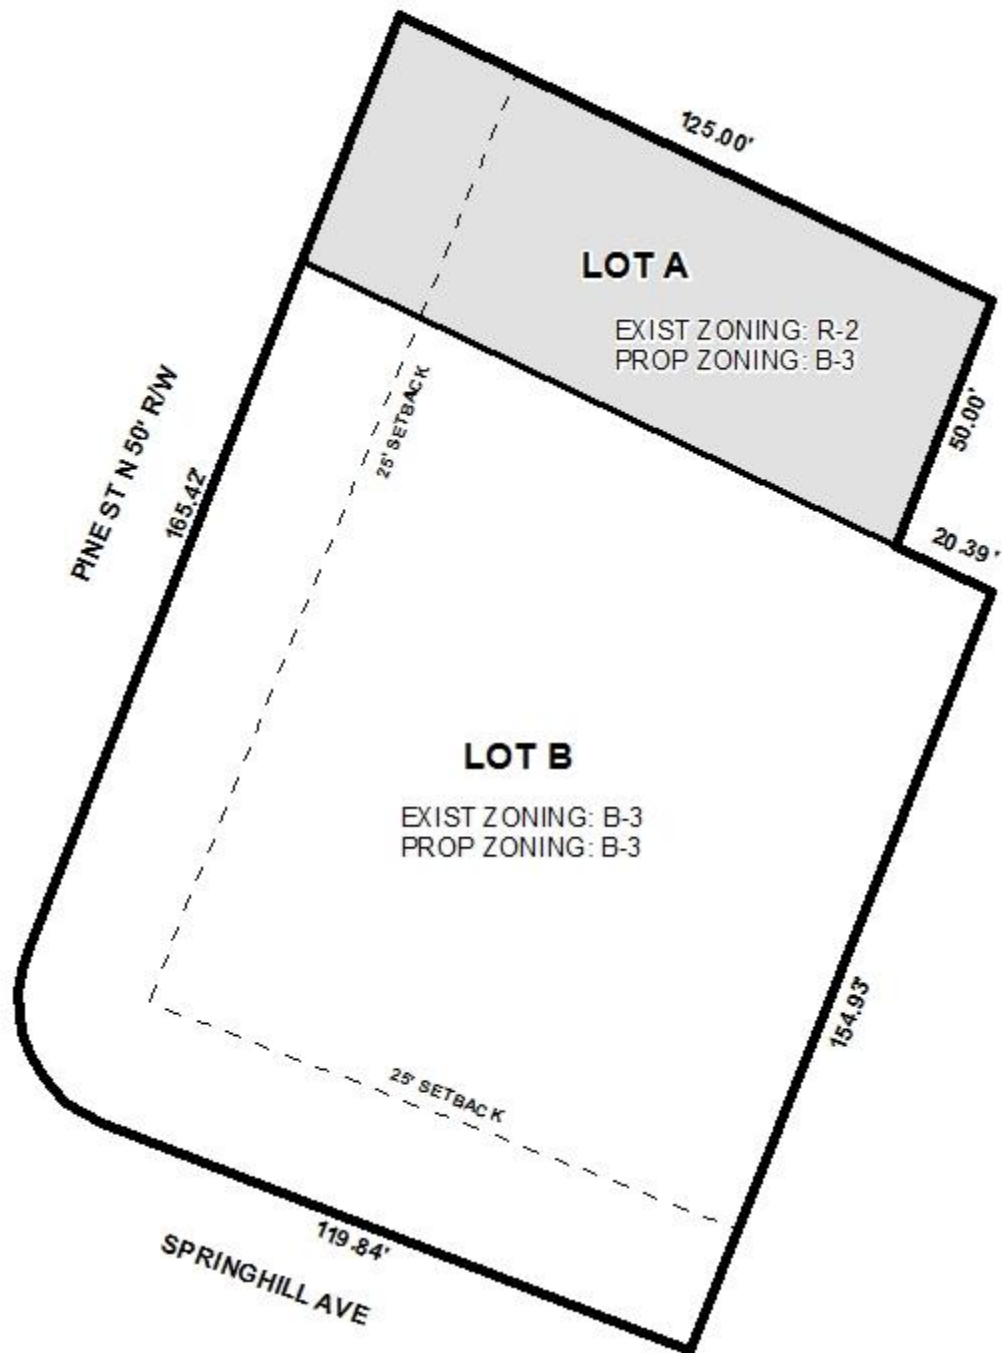 125.00'
LOT A
EXIST ZONING: R-2
PROP ZONING: B-3
50.00'
20.39'
25' SETBACK
PINE ST N 50' R/W
165.42'
LOT B
EXIST ZONING: B-3
PROP ZONING: B-3
154.93'
25' SETBACK
119.84'
SPRINGHILL AVE